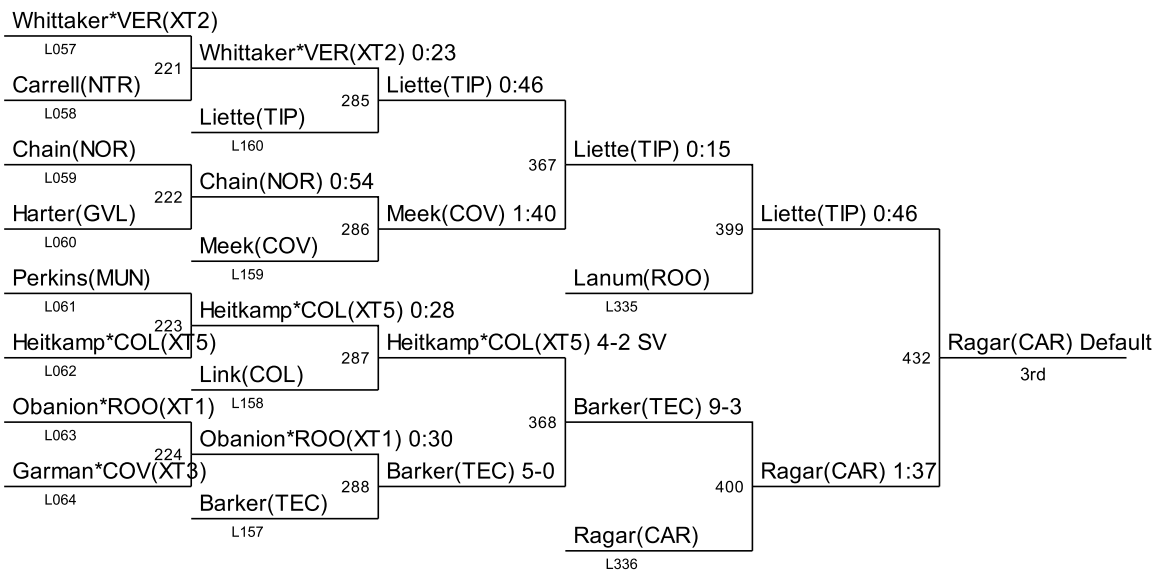 Whittaker*VER(XT2)
L057
Whittaker*VER(XT2) 0:23
221
Carrell(NTR)
L058
Liette(TIP) 0:46
285
Liette(TIP)
L160
Chain(NOR)
L059
Liette(TIP) 0:15
367
Chain(NOR) 0:54
222
Harter(GVL)
L060
Meek(COV) 1:40
286
Meek(COV)
L159
Liette(TIP) 0:46
399
Perkins(MUN)
L061
Lanum(ROO)
L335
Heitkamp*COL(XT5) 0:28
223
Heitkamp*COL(XT5)
L062
Heitkamp*COL(XT5) 4-2 SV
287
Link(COL)
L158
Ragar(CAR) Default
432
3rd
Obanion*ROO(XT1)
L063
Barker(TEC) 9-3
368
Obanion*ROO(XT1) 0:30
224
Garman*COV(XT3)
L064
Barker(TEC) 5-0
288
Barker(TEC)
L157
Ragar(CAR) 1:37
400
Ragar(CAR)
L336